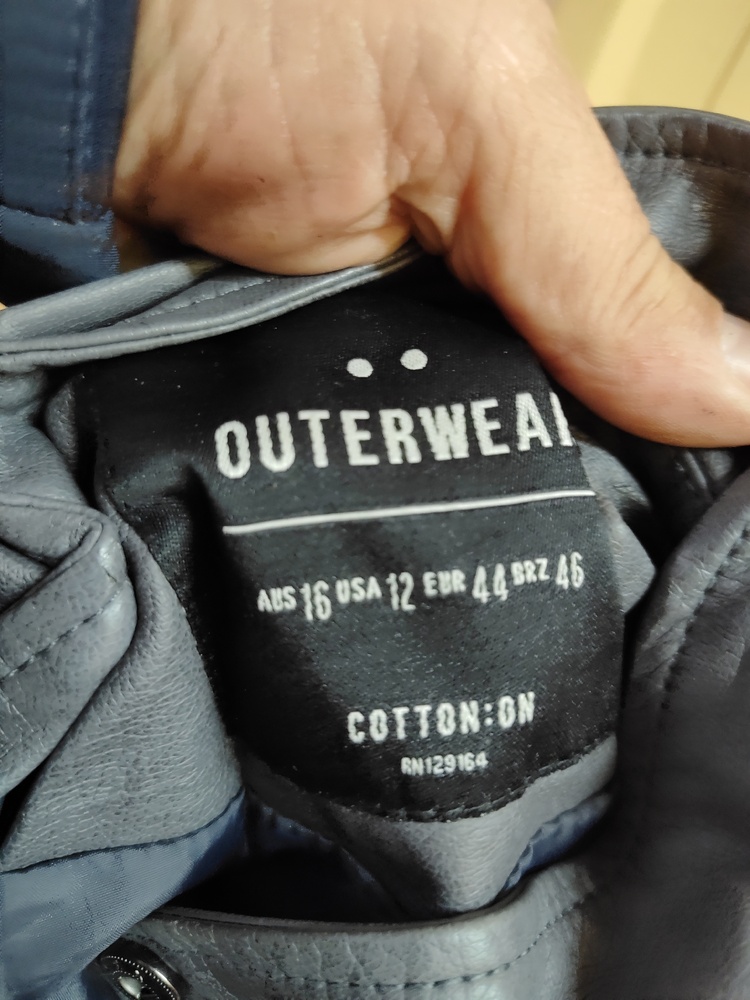 OUTERWEAR
AUS 16 USA 12 EUR 44 BRZ 46
COTTON:ON
RN129164